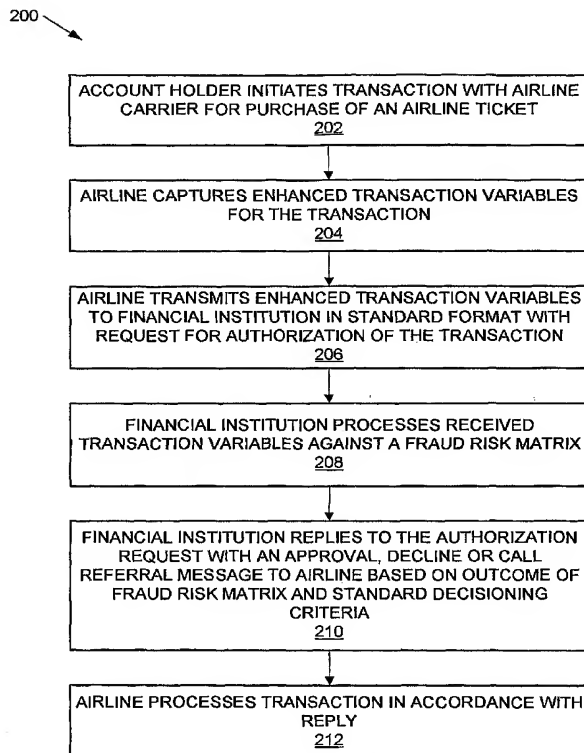 200
ACCOUNT HOLDER INITIATES TRANSACTION WITH AIRLINE
CARRIER FOR PURCHASE OF AN AIRLINE TICKET
202
AIRLINE CAPTURES ENHANCED TRANSACTION VARIABLES
FOR THE TRANSACTION
204
AIRLINE TRANSMITS ENHANCED TRANSACTION VARIABLES
TO FINANCIAL INSTITUTION IN STANDARD FORMAT WITH
REQUEST FOR AUTHORIZATION OF THE TRANSACTION
206
FINANCIAL INSTITUTION PROCESSES RECEIVED
TRANSACTION VARIABLES AGAINST A FRAUD RISK MATRIX
208
FINANCIAL INSTITUTION REPLIES TO THE AUTHORIZATION
REQUEST WITH AN APPROVAL, DECLINE OR CALL
REFERRAL MESSAGE TO AIRLINE BASED ON OUTCOME OF
FRAUD RISK MATRIX AND STANDARD DECISIONING
CRITERIA
210
AIRLINE PROCESSES TRANSACTION IN ACCORDANCE WITH
REPLY
212